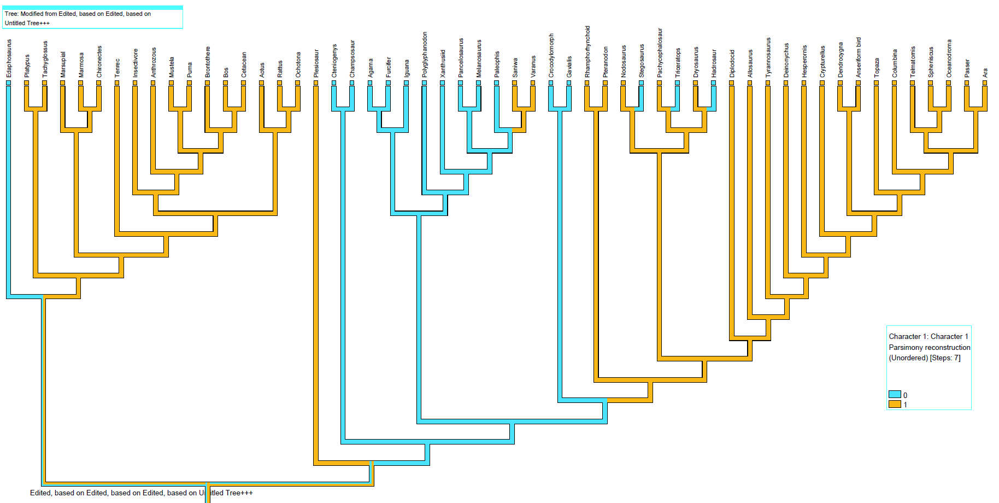 Tree: Modified from Edited, based on Edited, based on
Untitled Tree+++
Edaphosaurus
Platypus
Tachyglossus
Marsupial
Marmosa
Chironectes
Tenrec
Insectivore
Anthrozous
Mustela
Puma
Brontothere
Bos
Cetacean
Aotus
Rattus
Ochotona
Plesiosaur
Cteniogenys
Champsosaur
Agama
Furcifer
Iguana
Polyglyphanodon
Xanthusiid
Pancelosaurus
Melanosaurus
Paleophis
Saniwa
Varanus
Crocodylomorph
Gavialis
Rhamphorhynchoid
Pteranodon
Nodosaurus
Stegosaurus
Pachycephalosaur
Triceratops
Dryosaurus
Hadrosaur
Diplodocid
Allosaurus
Tyrannosaurus
Deinonychus
Hesperornis
Crypturellus
Dendrocygna
Anseriform bird
Topaza
Columbina
Telmatornis
Spheniscus
Oceanodroma
Passer
Ara
Character 1: Character 1
Parsimony reconstruction
(Unordered) [Steps: 7]
0
1
Edited, based on Edited, based on Edited, based on Untitled Tree+++